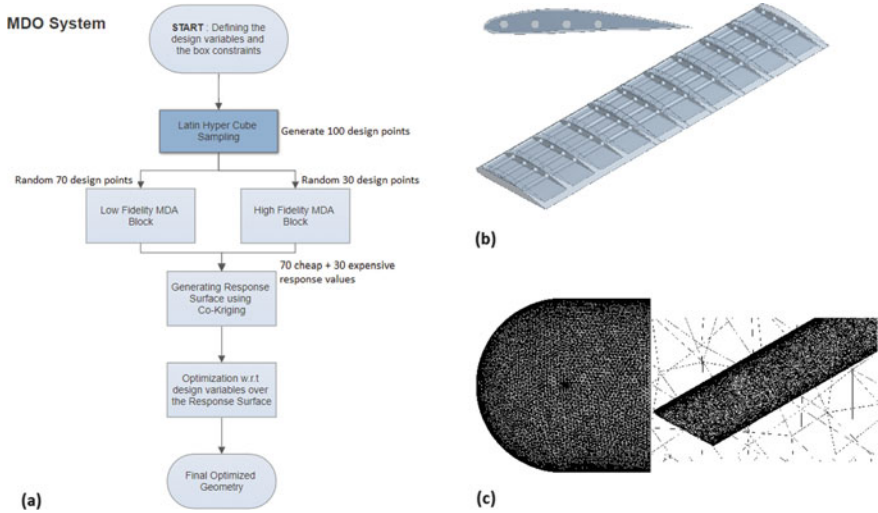 MDO System
START : Defining the
design variables and
the box constraints
Latin Hyper Cube
Sampling
Generate 100 design points
Random 70 design points
Random 30 design points
Low Fidelity MDA
Block
High Fidelity MDA
Block
70 cheap + 30 expensive
response values
Generating Response
Surface using
Co-Kriging
Optimization w.r.t
design variables over
the Response Surface
Final Optimized
Geometry
(a)
(b)
(c)